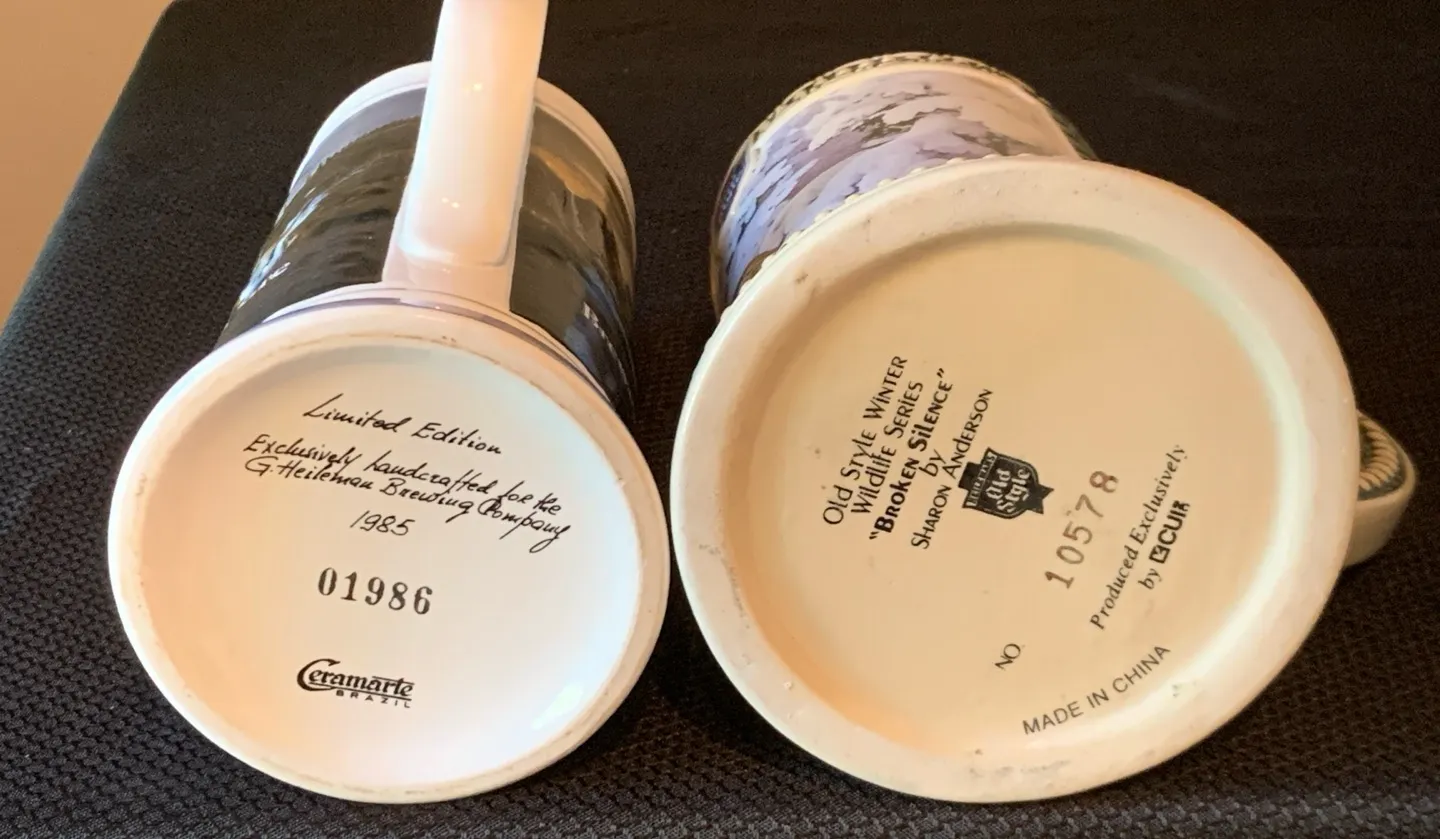 Limited Edition
Exclusively handcrafted for the
G. Heileman Brewing Company
1985
01986
Ceramarte
BRAZIL
Old Style Winter
Wildlife Series
"Broken Silence"
by
Sharon Anderson
Old
Style
NO.
10578
Produced Exclusively
by
CUI
MADE IN CHINA